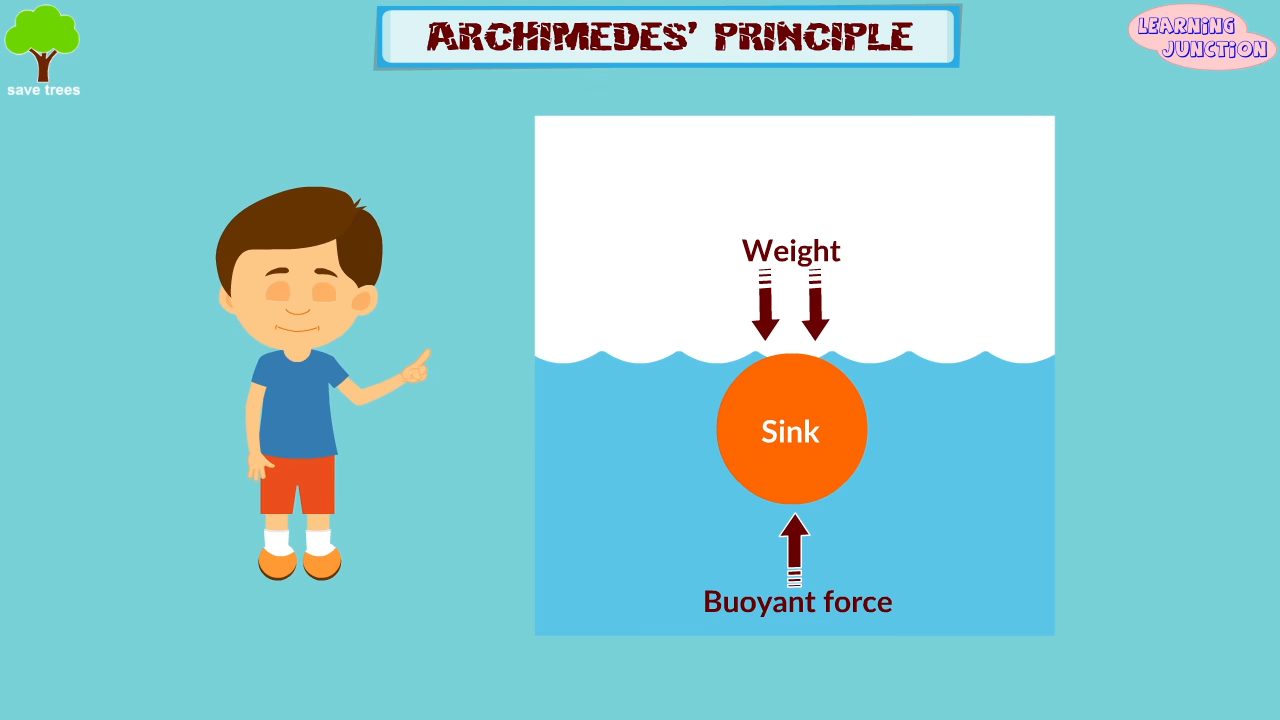 ARCHIMEDES' PRINCIPLE
LEARNING
JUNCTION
save trees
Weight
Sink
Buoyant force